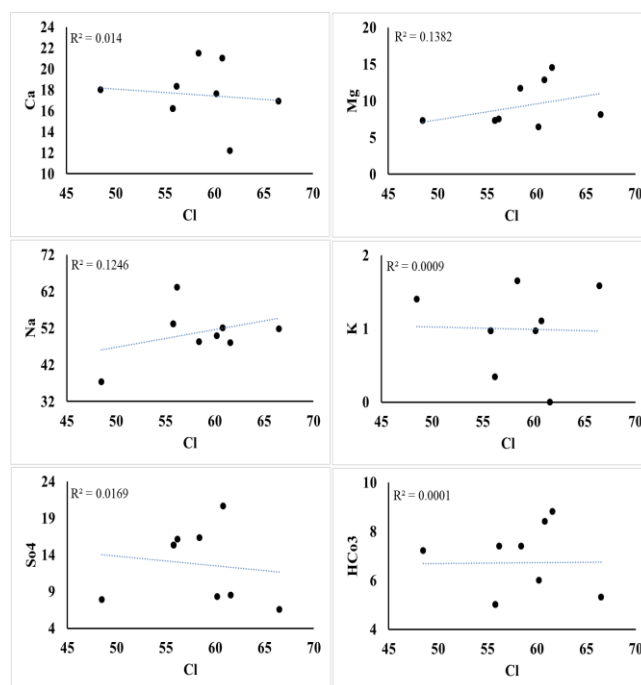 R² = 0.014
Ca
24
22
20
18
16
14
12
10
45 50 55 60 65 70
Cl
R² = 0.1382
Mg
20
15
10
5
0
45 50 55 60 65 70
Cl
R² = 0.1246
Na
72
62
52
42
32
45 50 55 60 65 70
Cl
R² = 0.0009
K
2
1
0
45 50 55 60 65 70
Cl
R² = 0.0169
So4
24
19
14
9
4
45 50 55 60 65 70
Cl
R² = 0.0001
HCo3
10
8
6
4
45 50 55 60 65 70
Cl